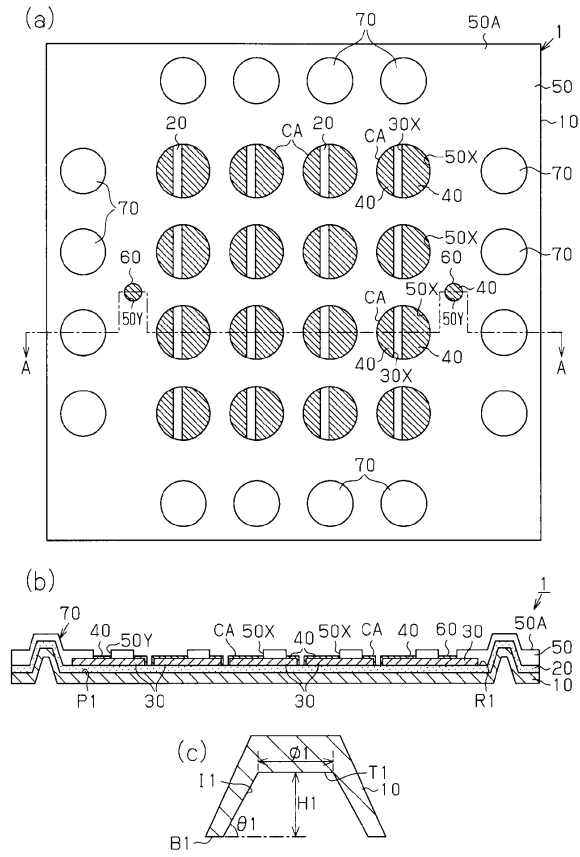 (a)
70 50A 1
50
10
20 CA 20 30X
CA 50X
40 40
70
70
50X
70
60 60 40
50Y 50Y
CA 50X
40 40
30X
A A
70
(b)
1
70 40 50Y CA 50X 40 50X CA 40 60 30 50A
50
20
10
P1 30 30 R1
(c)
φ1
I1 T1
H1 10
θ1
B1